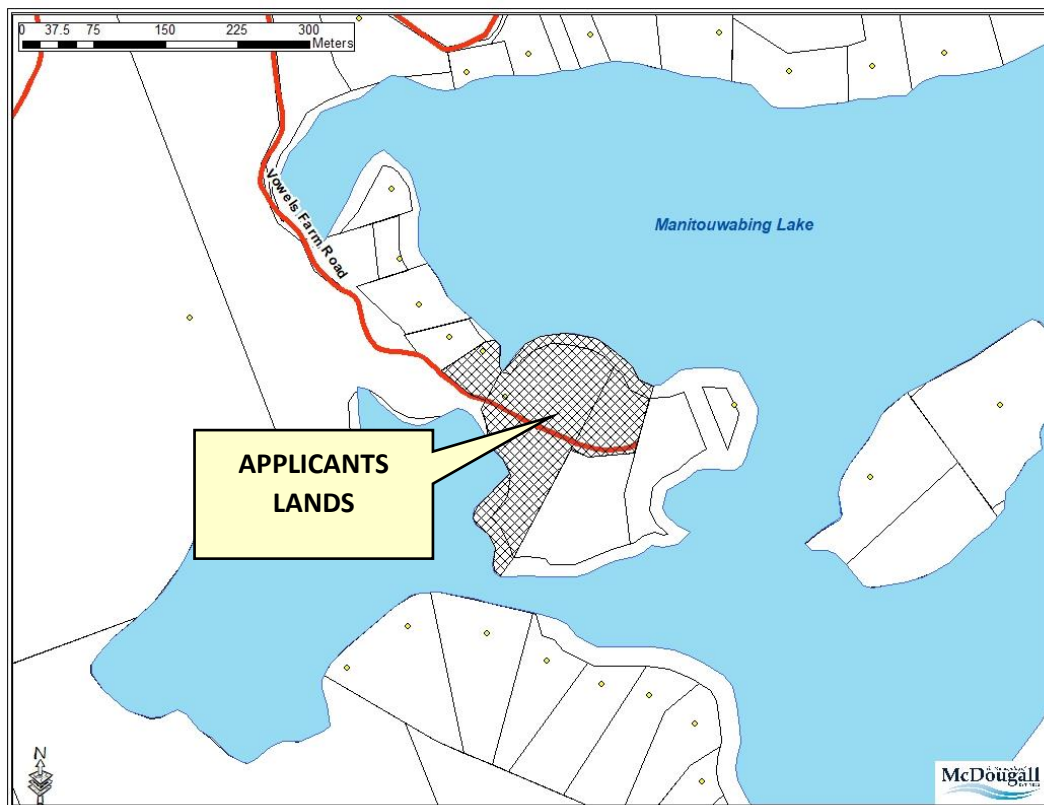 0 37.5 75 150 225 300
Meters
Vowels Farm Road
Manitouwabing Lake
APPLICANTS
LANDS
N
McDougall